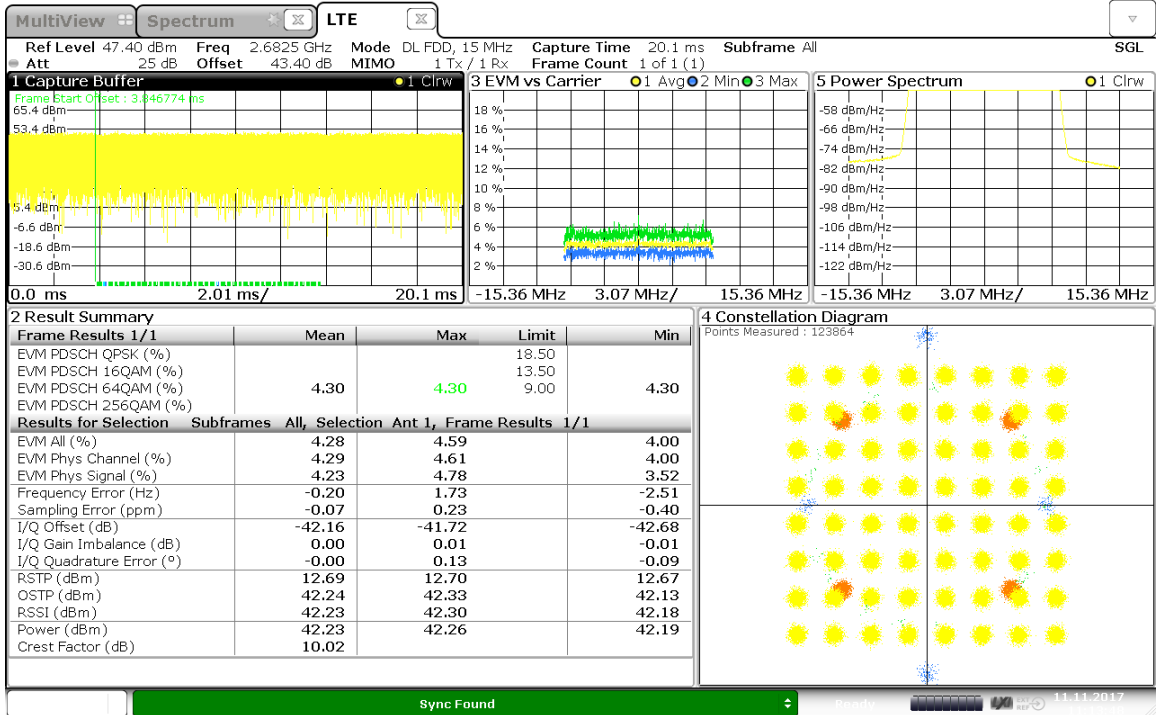 MultiView Spectrum LTE
Ref Level 47.40 dBm Freq 2.6825 GHz Mode DL FDD, 15 MHz Capture Time 20.1 ms Subframe All SGL
Att 25 dB Offset 43.40 dB MIMO 1 Tx / 1 Rx Frame Count 1 of 1 (1)
1 Capture Buffer 1 Clrw
Frame Start Offset : 3.846774 ms
65.4 dBm
53.4 dBm
5.4 dBm
-6.6 dBm
-18.6 dBm
-30.6 dBm
0.0 ms 2.01 ms/ 20.1 ms
3 EVM vs Carrier 1 Avg 2 Min 3 Max
18 %
16 %
14 %
12 %
10 %
8 %
6 %
4 %
2 %
-15.36 MHz 3.07 MHz/ 15.36 MHz
5 Power Spectrum 1 Clrw
-58 dBm/Hz
-66 dBm/Hz
-74 dBm/Hz
-82 dBm/Hz
-90 dBm/Hz
-98 dBm/Hz
-106 dBm/Hz
-114 dBm/Hz
-122 dBm/Hz
-15.36 MHz 3.07 MHz/ 15.36 MHz
2 Result Summary
Frame Results 1/1 Mean Max Limit Min
EVM PDSCH QPSK (%) 18.50
EVM PDSCH 16QAM (%) 13.50
EVM PDSCH 64QAM (%) 4.30 4.30 9.00 4.30
EVM PDSCH 256QAM (%)
Results for Selection Subframes All, Selection Ant 1, Frame Results 1/1
EVM All (%) 4.28 4.59 4.00
EVM Phys Channel (%) 4.29 4.61 4.00
EVM Phys Signal (%) 4.23 4.78 3.52
Frequency Error (Hz) -0.20 1.73 -2.51
Sampling Error (ppm) -0.07 0.23 -0.40
I/Q Offset (dB) -42.16 -41.72 -42.68
I/Q Gain Imbalance (dB) 0.00 0.01 -0.01
I/Q Quadrature Error (º) -0.00 0.13 -0.09
RSTP (dBm) 12.69 12.70 12.67
OSTP (dBm) 42.24 42.33 42.13
RSSI (dBm) 42.23 42.30 42.18
Power (dBm) 42.23 42.26 42.19
Crest Factor (dB) 10.02
4 Constellation Diagram
Points Measured : 123864
Sync Found Ready LXI EXT REF 11.11.2017